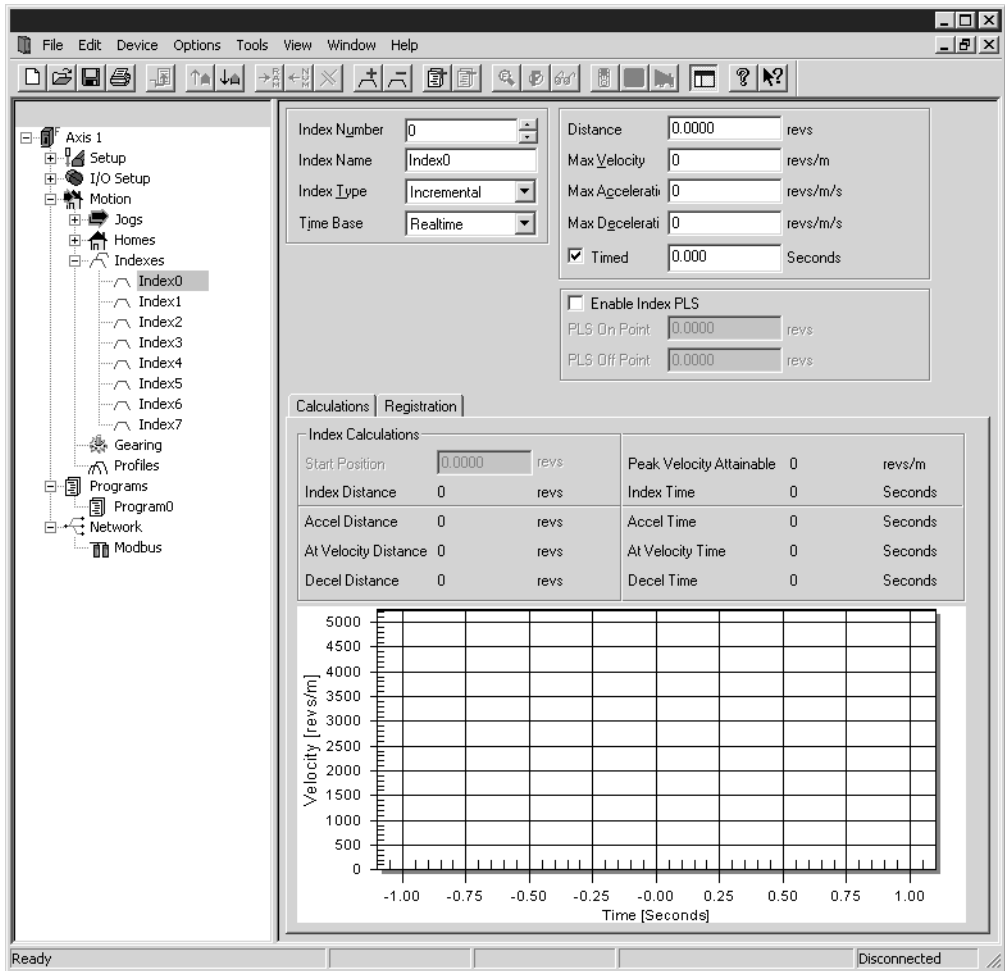 File Edit Device Options Tools View Window Help
Axis 1
Setup
I/O Setup
Motion
Jogs
Homes
Indexes
Index0
Index1
Index2
Index3
Index4
Index5
Index6
Index7
Gearing
Profiles
Programs
Program0
Network
Modbus
Index Number 0
Index Name Index0
Index Type Incremental
Time Base Realtime
Distance 0.0000 revs
Max Velocity 0 revs/m
Max Accelerati 0 revs/m/s
Max Decelerati 0 revs/m/s
Timed 0.000 Seconds
Enable Index PLS
PLS On Point 0.0000 revs
PLS Off Point 0.0000 revs
Calculations Registration
Index Calculations
Start Position 0.0000 revs Peak Velocity Attainable 0 revs/m
Index Distance 0 revs Index Time 0 Seconds
Accel Distance 0 revs Accel Time 0 Seconds
At Velocity Distance 0 revs At Velocity Time 0 Seconds
Decel Distance 0 revs Decel Time 0 Seconds
Velocity [revs/m]
5000
4500
4000
3500
3000
2500
2000
1500
1000
500
0
-1.00 -0.75 -0.50 -0.25 -0.00 0.25 0.50 0.75 1.00
Time [Seconds]
Ready Disconnected